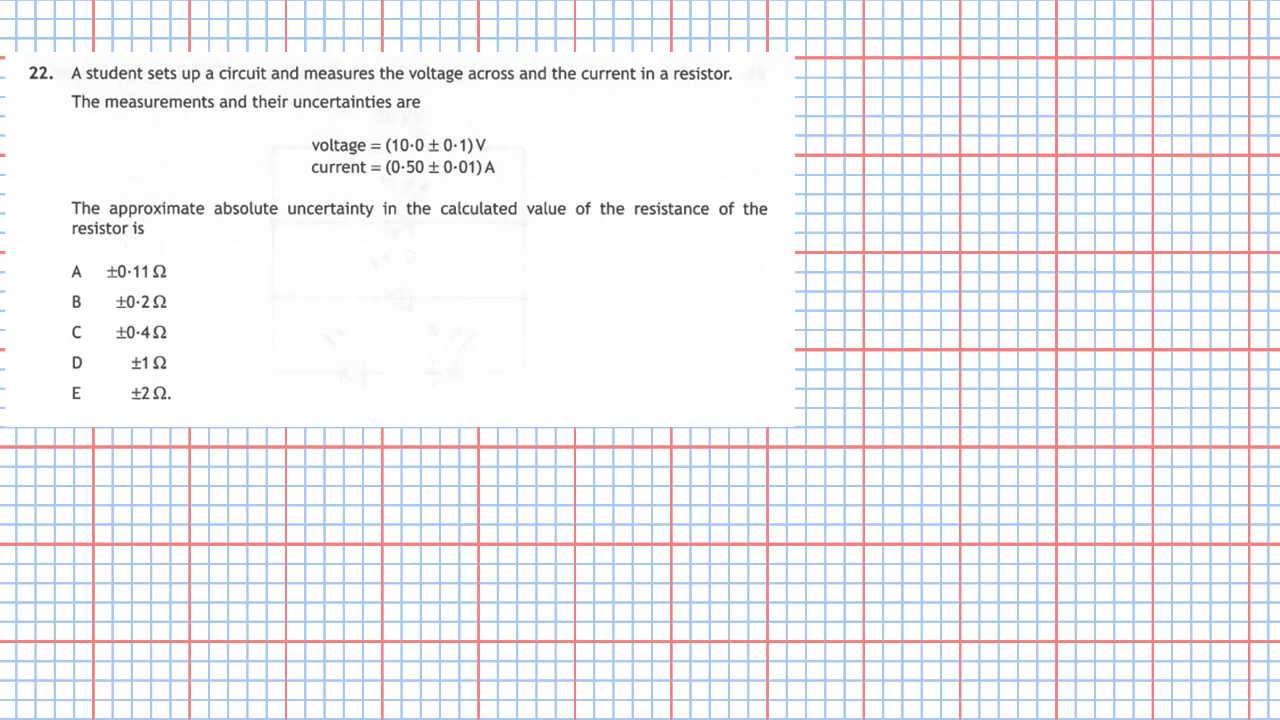 22. A student sets up a circuit and measures the voltage across and the current in a resistor.
The measurements and their uncertainties are
voltage = (10·0 ± 0·1) V
current = (0·50 ± 0·01) A
The approximate absolute uncertainty in the calculated value of the resistance of the
resistor is
A ±0·11 Ω
B ±0·2 Ω
C ±0·4 Ω
D ±1 Ω
E ±2 Ω.